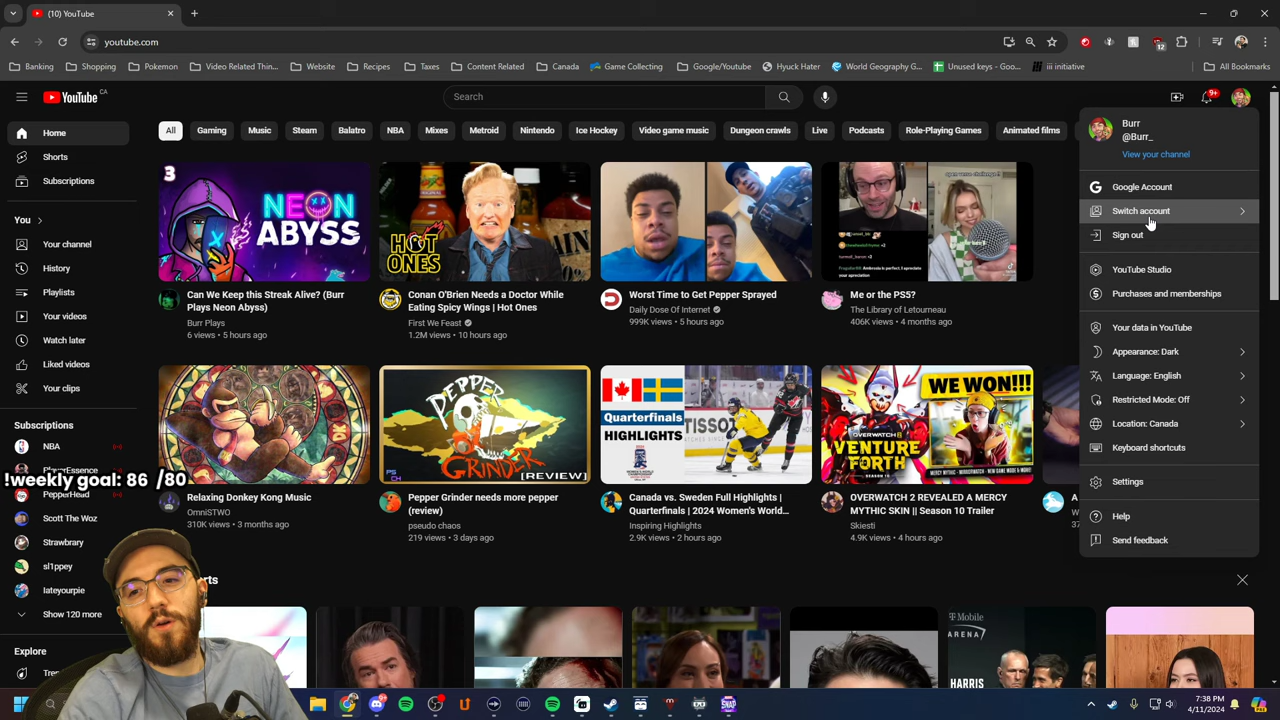 (10) YouTube
youtube.com
Banking
Shopping
Pokemon
Video Related Thin...
Website
Recipes
Taxes
Content Related
Canada
Game Collecting
Google/Youtube
Hyuck Hater
World Geography G...
Unused keys - Goo...
iii initiative
All Bookmarks
12
YouTube CA
Search
9+
All
Gaming
Music
Steam
Balatro
NBA
Mixes
Metroid
Nintendo
Ice Hockey
Video game music
Dungeon crawls
Live
Podcasts
Role-Playing Games
Animated films
Home
Shorts
Subscriptions
You
Your channel
History
Playlists
Your videos
Watch later
Liked videos
Your clips
Subscriptions
NBA
PlayerEssence
!weekly goal: 86 /80
PepperHead
Scott The Woz
Strawbrary
sl1ppey
lateyourpie
Show 120 more
Explore
3
NEON
ABYSS
Can We Keep this Streak Alive? (Burr
Plays Neon Abyss)
Burr Plays
6 views • 5 hours ago
HOT
ONES
Conan O'Brien Needs a Doctor While
Eating Spicy Wings | Hot Ones
First We Feast
1.2M views • 10 hours ago
Worst Time to Get Pepper Sprayed
Daily Dose Of Internet
999K views • 5 hours ago
Me or the PS5?
The Library of Letourneau
406K views • 4 months ago
Relaxing Donkey Kong Music
OmniSTWO
310K views • 3 months ago
PEPPER
GRINDER
[REVIEW]
Pepper Grinder needs more pepper
(review)
pseudo chaos
219 views • 3 days ago
Quarterfinals
HIGHLIGHTS
TISSOT
Canada vs. Sweden Full Highlights |
Quarterfinals | 2024 Women's World...
Inspiring Highlights
2.9K views • 2 hours ago
WE WON!!!
OVERWATCH 2
VENTURE
FORTH
OVERWATCH 2 REVEALED A MERCY
MYTHIC SKIN || Season 10 Trailer
Skiesti
4.9K views • 4 hours ago
Burr
@Burr_
View your channel
Google Account
Switch account
Sign out
YouTube Studio
Purchases and memberships
Your data in YouTube
Appearance: Dark
Language: English
Restricted Mode: Off
Location: Canada
Keyboard shortcuts
Settings
Help
Send feedback
T Mobile
ARENA
HARRIS
SNAP
7:38 PM
4/11/2024